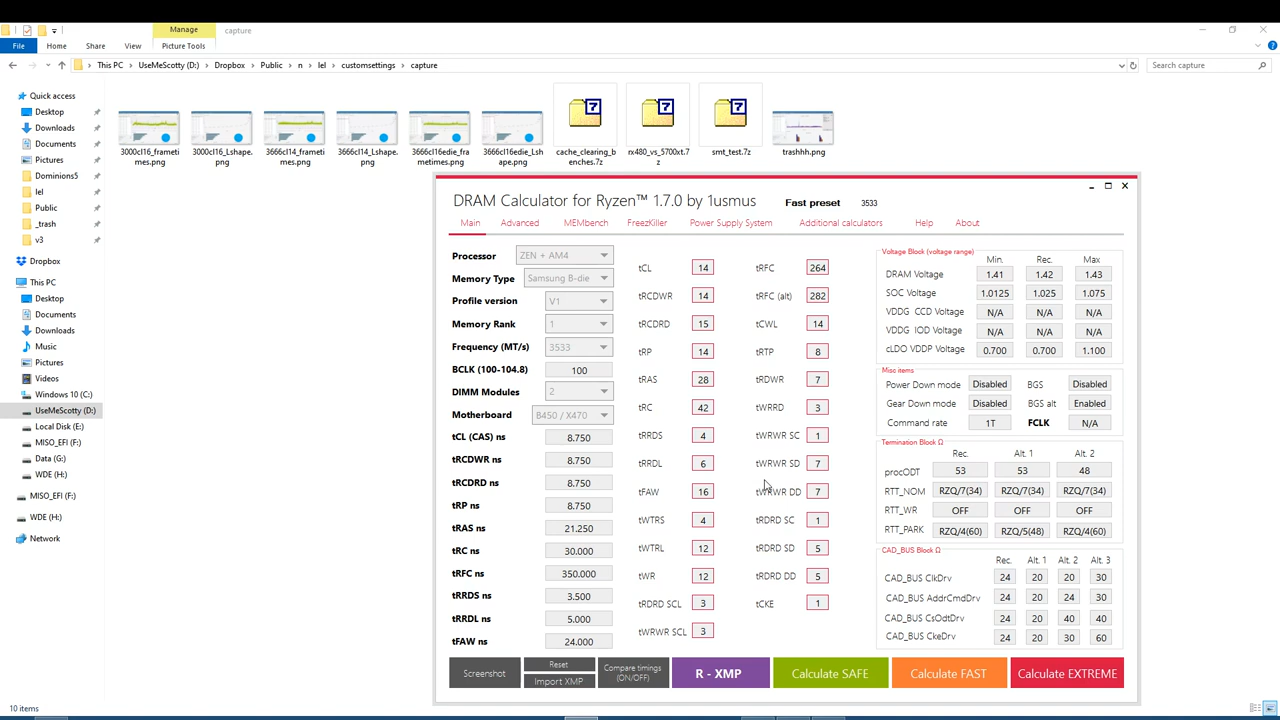 Manage
capture
File
Home
Share
View
Picture Tools
This PC > UseMeScotty (D:) > Dropbox > Public > n > lel > customsettings > capture
Search capture
Quick access
Desktop
Downloads
Documents
Pictures
Dominions5
lel
Public
_trash
v3
Dropbox
This PC
Desktop
Documents
Downloads
Music
Pictures
Videos
Windows 10 (C:)
UseMeScotty (D:)
Local Disk (E:)
MISO_EFI (F:)
Data (G:)
WDE (H:)
MISO_EFI (F:)
WDE (H:)
Network
10 items
3000cl16_frameti
mes.png
3000cl16_Lshape.
png
3666cl14_frameti
mes.png
3666cl14_Lshape.
png
3666cl16edie_fra
metimes.png
3666cl16edie_Lsh
ape.png
cache_clearing_b
enches.7z
rx480_vs_5700xt.7
z
smt_test.7z
trashhh.png
DRAM Calculator for Ryzen™ 1.7.0 by 1usmus
Fast preset
3533
Main
Advanced
MEMbench
FreezKiller
Power Supply System
Additional calculators
Help
About
Processor ZEN + AM4
Memory Type Samsung B-die
Profile version V1
Memory Rank 1
Frequency (MT/s) 3533
BCLK (100-104.8) 100
DIMM Modules 2
Motherboard B450 / X470
tCL (CAS) ns 8.750
tRCDWR ns 8.750
tRCDRD ns 8.750
tRP ns 8.750
tRAS ns 21.250
tRC ns 30.000
tRFC ns 350.000
tRRDS ns 3.500
tRRDL ns 5.000
tFAW ns 24.000
tCL 14
tRCDWR 14
tRCDRD 15
tRP 14
tRAS 28
tRC 42
tRRDS 4
tRRDL 6
tFAW 16
tWTRS 4
tWTRL 12
tWR 12
tRDRD SCL 3
tWRWR SCL 3
tRFC 264
tRFC (alt) 282
tCWL 14
tRTP 8
tRDWR 7
tWRRD 3
tWRWR SC 1
tWRWR SD 7
tWRWR DD 7
tRDRD SC 1
tRDRD SD 5
tRDRD DD 5
tCKE 1
Voltage Block (voltage range)
Min. Rec. Max
DRAM Voltage 1.41 1.42 1.43
SOC Voltage 1.0125 1.025 1.075
VDDG CCD Voltage N/A N/A N/A
VDDG IOD Voltage N/A N/A N/A
cLDO VDDP Voltage 0.700 0.700 1.100
Misc items
Power Down mode Disabled BGS Disabled
Gear Down mode Disabled BGS alt Enabled
Command rate 1T FCLK N/A
Termination Block Ω
Rec. Alt. 1 Alt. 2
procODT 53 53 48
RTT_NOM RZQ/7(34) RZQ/7(34) RZQ/7(34)
RTT_WR OFF OFF OFF
RTT_PARK RZQ/4(60) RZQ/5(48) RZQ/4(60)
CAD_BUS Block Ω
Rec. Alt. 1 Alt. 2 Alt. 3
CAD_BUS ClkDrv 24 20 20 30
CAD_BUS AddrCmdDrv 24 20 24 30
CAD_BUS CsOdtDrv 24 20 40 40
CAD_BUS CkeDrv 24 20 30 60
Screenshot
Reset
Import XMP
Compare timings
(ON/OFF)
R - XMP
Calculate SAFE
Calculate FAST
Calculate EXTREME